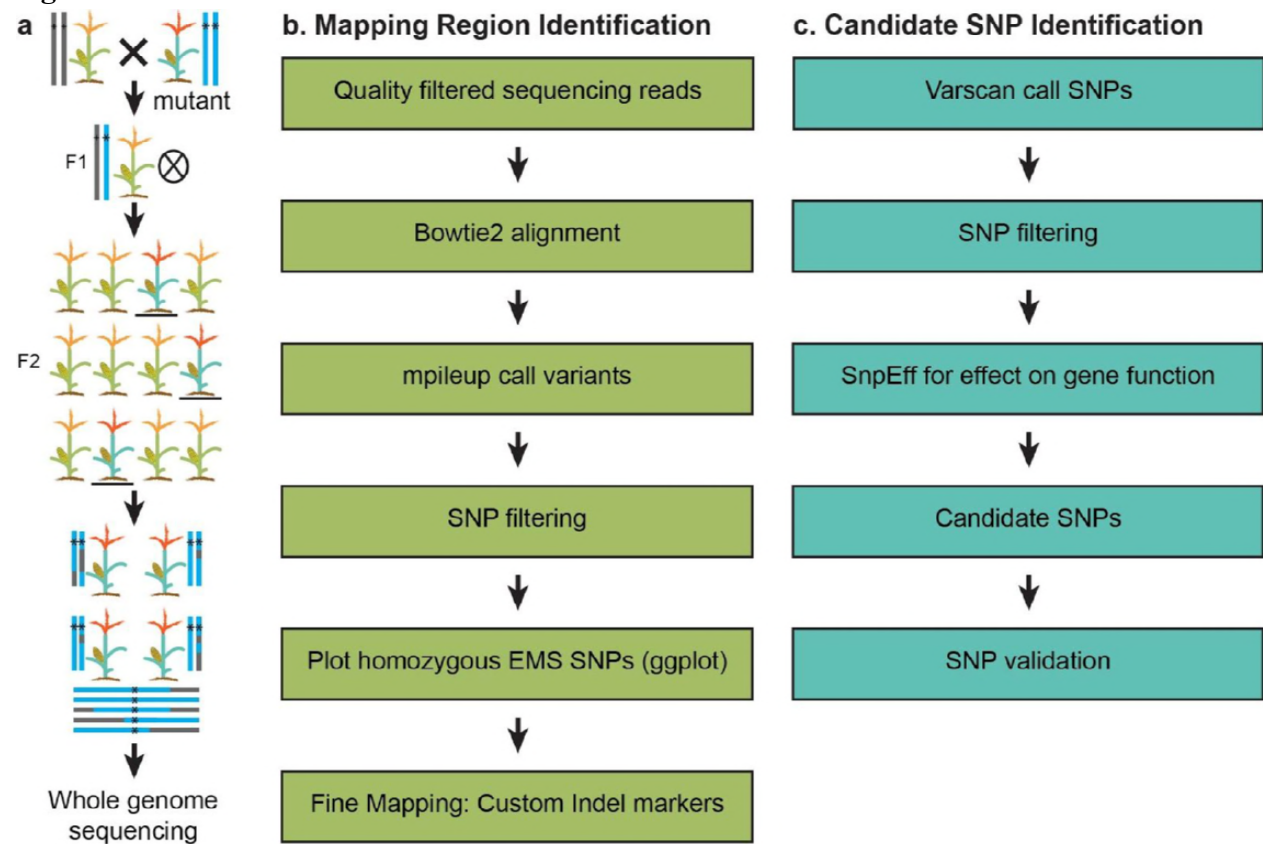 a
mutant
F1
F2
Whole genome
sequencing
b. Mapping Region Identification
Quality filtered sequencing reads
Bowtie2 alignment
mpileup call variants
SNP filtering
Plot homozygous EMS SNPs (ggplot)
Fine Mapping: Custom Indel markers
c. Candidate SNP Identification
Varscan call SNPs
SNP filtering
SnpEff for effect on gene function
Candidate SNPs
SNP validation